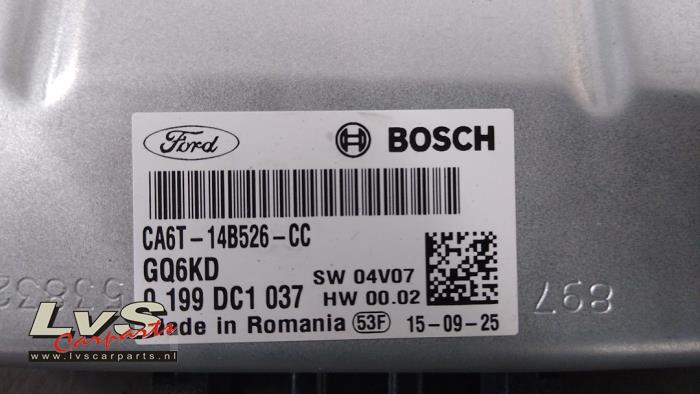 Ford BOSCH
CA6T-14B526-CC
GQ6KD
SW 04V07
0 199 DC1 037
HW 00.02
Made in Romania 53F 15-09-25
897
LvS
Carparts
www.lvscarparts.nl